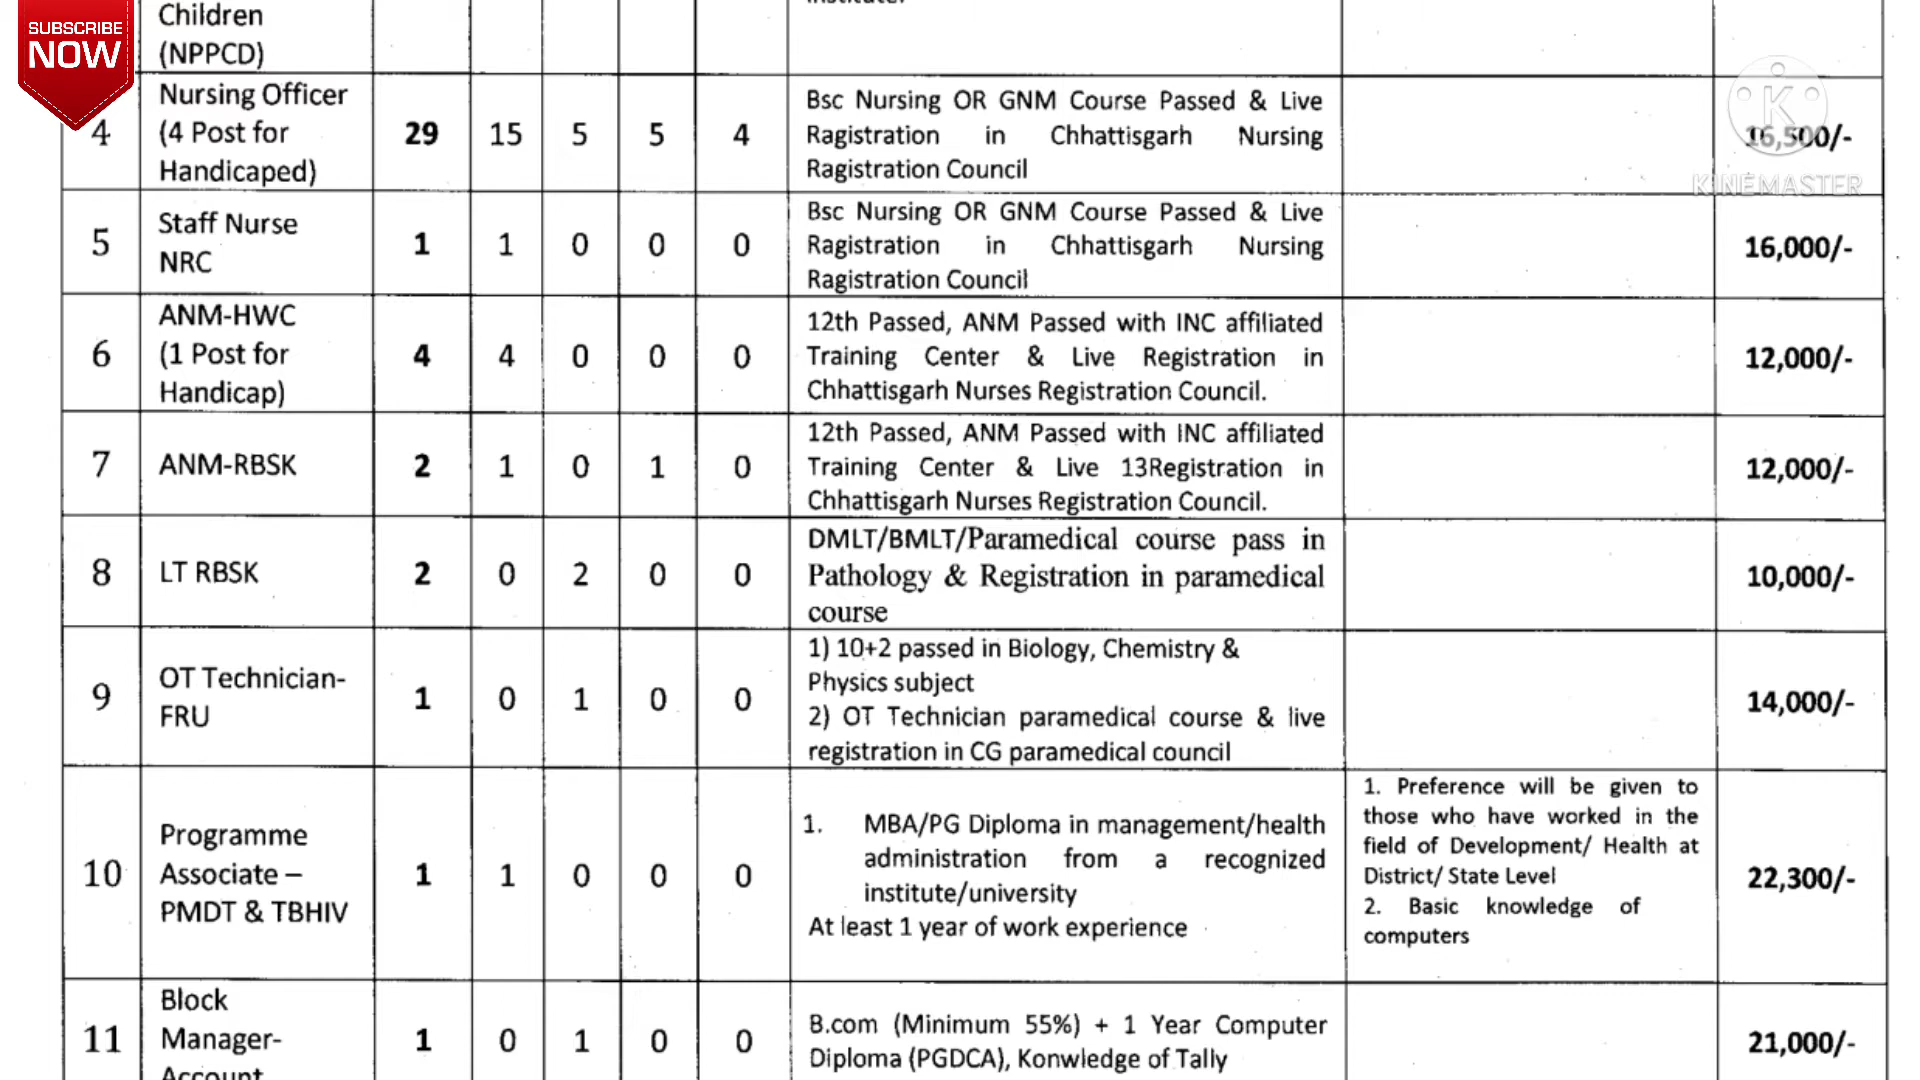 SUBSCRIBE
NOW
Children
(NPPCD)
4
Nursing Officer
(4 Post for
Handicaped)
29 15 5 5 4
Bsc Nursing OR GNM Course Passed & Live
Ragistration in Chhattisgarh Nursing
Ragistration Council
16,500/-
KINEMASTER
5
Staff Nurse
NRC
1 1 0 0 0
Bsc Nursing OR GNM Course Passed & Live
Ragistration in Chhattisgarh Nursing
Ragistration Council
16,000/-
6
ANM-HWC
(1 Post for
Handicap)
4 4 0 0 0
12th Passed, ANM Passed with INC affiliated
Training Center & Live Registration in
Chhattisgarh Nurses Registration Council.
12,000/-
7
ANM-RBSK
2 1 0 1 0
12th Passed, ANM Passed with INC affiliated
Training Center & Live 13Registration in
Chhattisgarh Nurses Registration Council.
12,000/-
8
LT RBSK
2 0 2 0 0
DMLT/BMLT/Paramedical course pass in
Pathology & Registration in paramedical
course
10,000/-
9
OT Technician-
FRU
1 0 1 0 0
1) 10+2 passed in Biology, Chemistry &
Physics subject
2) OT Technician paramedical course & live
registration in CG paramedical council
14,000/-
10
Programme
Associate –
PMDT & TBHIV
1 1 0 0 0
1. MBA/PG Diploma in management/health
administration from a recognized
institute/university
At least 1 year of work experience
1. Preference will be given to
those who have worked in the
field of Development/ Health at
District/ State Level
2. Basic knowledge of
computers
22,300/-
11
Block
Manager-
Account
1 0 1 0 0
B.com (Minimum 55%) + 1 Year Computer
Diploma (PGDCA), Konwledge of Tally
21,000/-